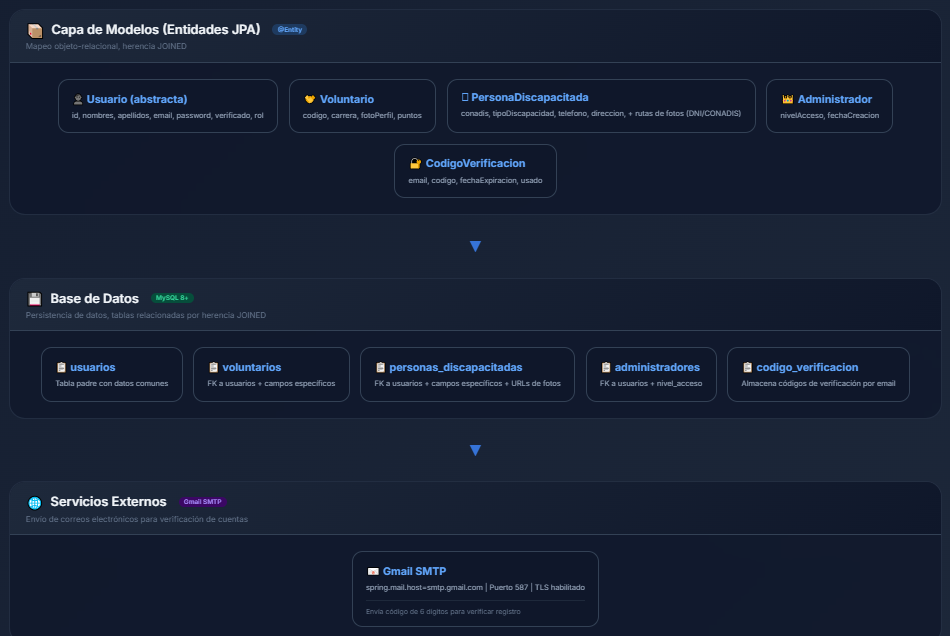 Capa de Modelos (Entidades JPA) @Entity
Mapeo objeto-relacional, herencia JOINED
Usuario (abstracta)
id, nombres, apellidos, email, password, verificado, rol
Voluntario
codigo, carrera, fotoPerfil, puntos
PersonaDiscapacitada
conadis, tipoDiscapacidad, telefono, direccion, + rutas de fotos (DNI/CONADIS)
Administrador
nivelAcceso, fechaCreacion
CodigoVerificacion
email, codigo, fechaExpiracion, usado
Base de Datos MySQL 8+
Persistencia de datos, tablas relacionadas por herencia JOINED
usuarios
Tabla padre con datos comunes
voluntarios
FK a usuarios + campos específicos
personas_discapacitadas
FK a usuarios + campos específicos + URLs de fotos
administradores
FK a usuarios + nivel_acceso
codigo_verificacion
Almacena códigos de verificación por email
Servicios Externos Gmail SMTP
Envío de correos electrónicos para verificación de cuentas
Gmail SMTP
spring.mail.host=smtp.gmail.com | Puerto 587 | TLS habilitado
Envía código de 6 dígitos para verificar registro